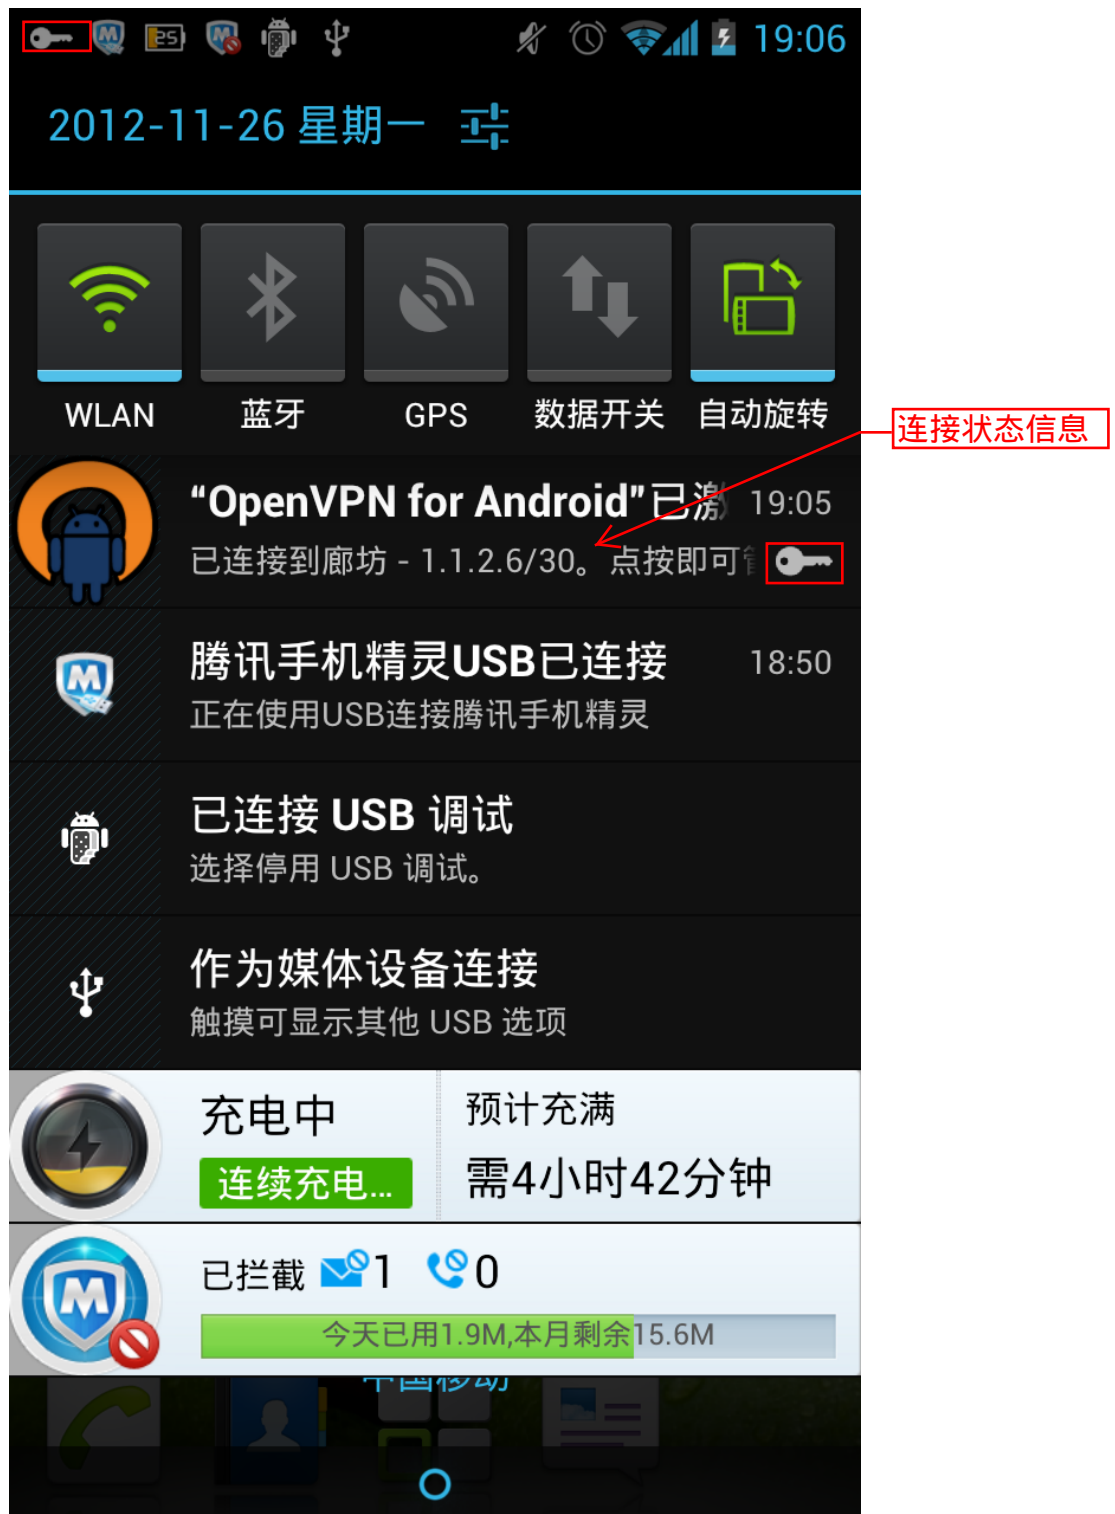 25
19:06
2012-11-26 星期一
WLAN
蓝牙
GPS
数据开关
自动旋转
连接状态信息
“OpenVPN for Android”已激
19:05
已连接到廊坊 - 1.1.2.6/30。 点按即可管
腾讯手机精灵USB已连接
18:50
正在使用USB连接腾讯手机精灵
已连接 USB 调试
选择停用 USB 调试。
作为媒体设备连接
触摸可显示其他 USB 选项
充电中
预计充满
连续充电...
需4小时42分钟
已拦截
1
0
今天已用1.9M,本月剩余15.6M
中国移动